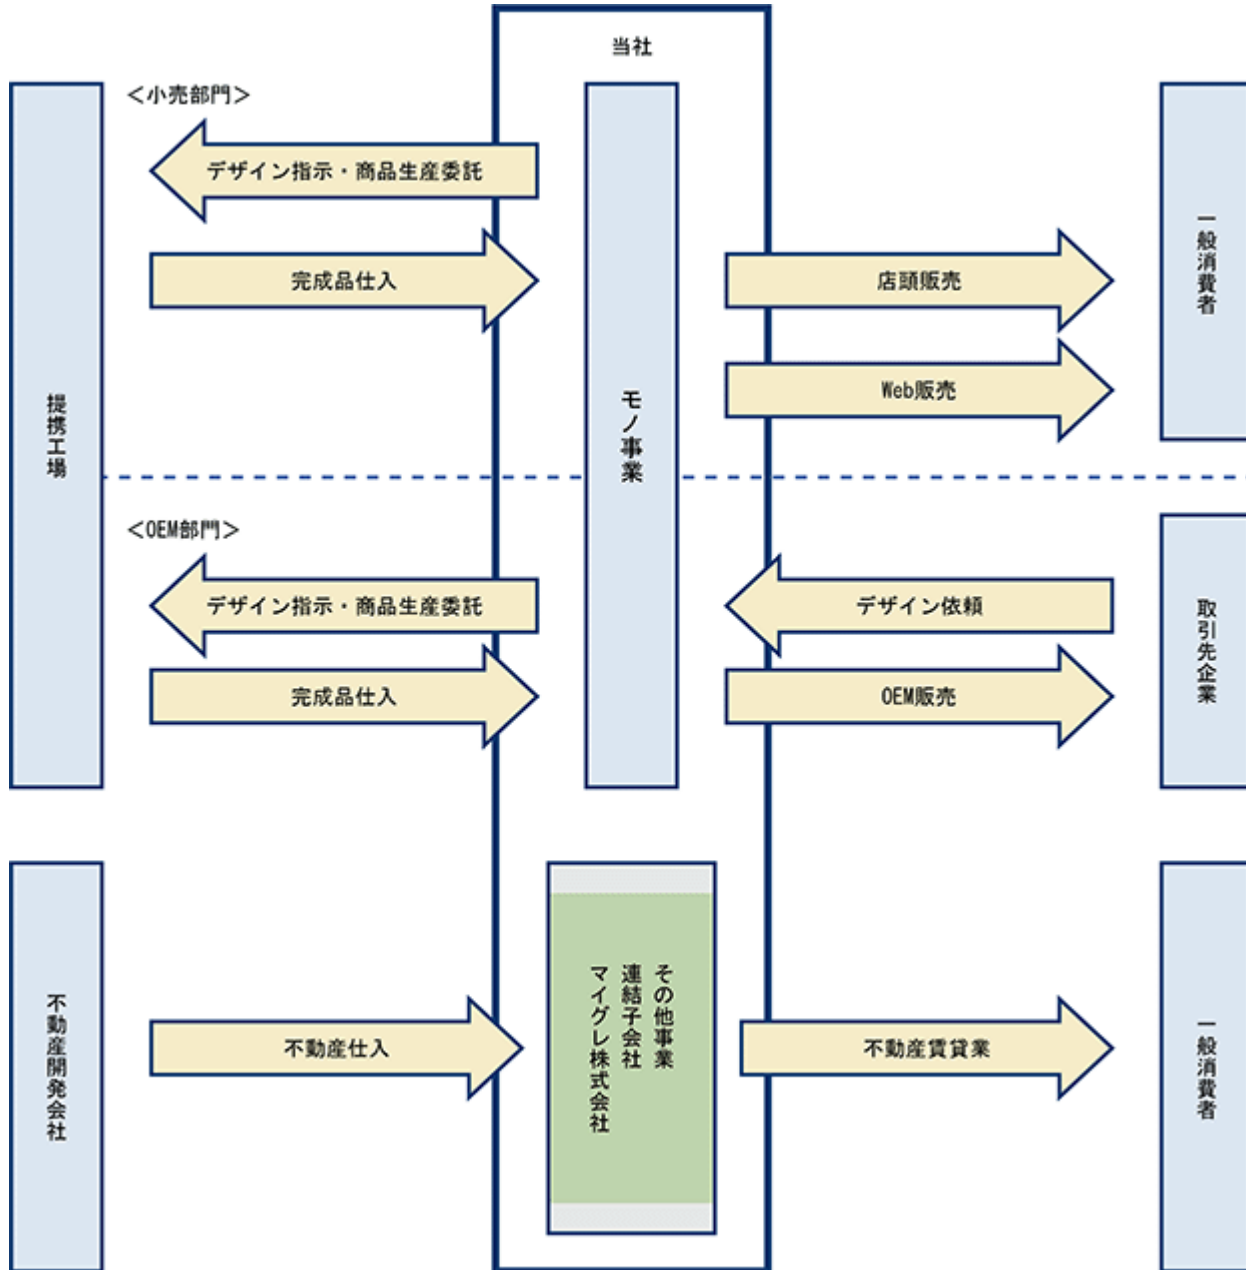 当社
＜小売部門＞
デザイン指示・商品生産委託
完成品仕入
店頭販売
Web販売
一般消費者
提携工場
モノ事業
＜OEM部門＞
デザイン指示・商品生産委託
デザイン依頼
完成品仕入
OEM販売
取引先企業
不動産開発会社
不動産仕入
その他事業
連結子会社
マイグレ株式会社
不動産賃貸業
一般消費者